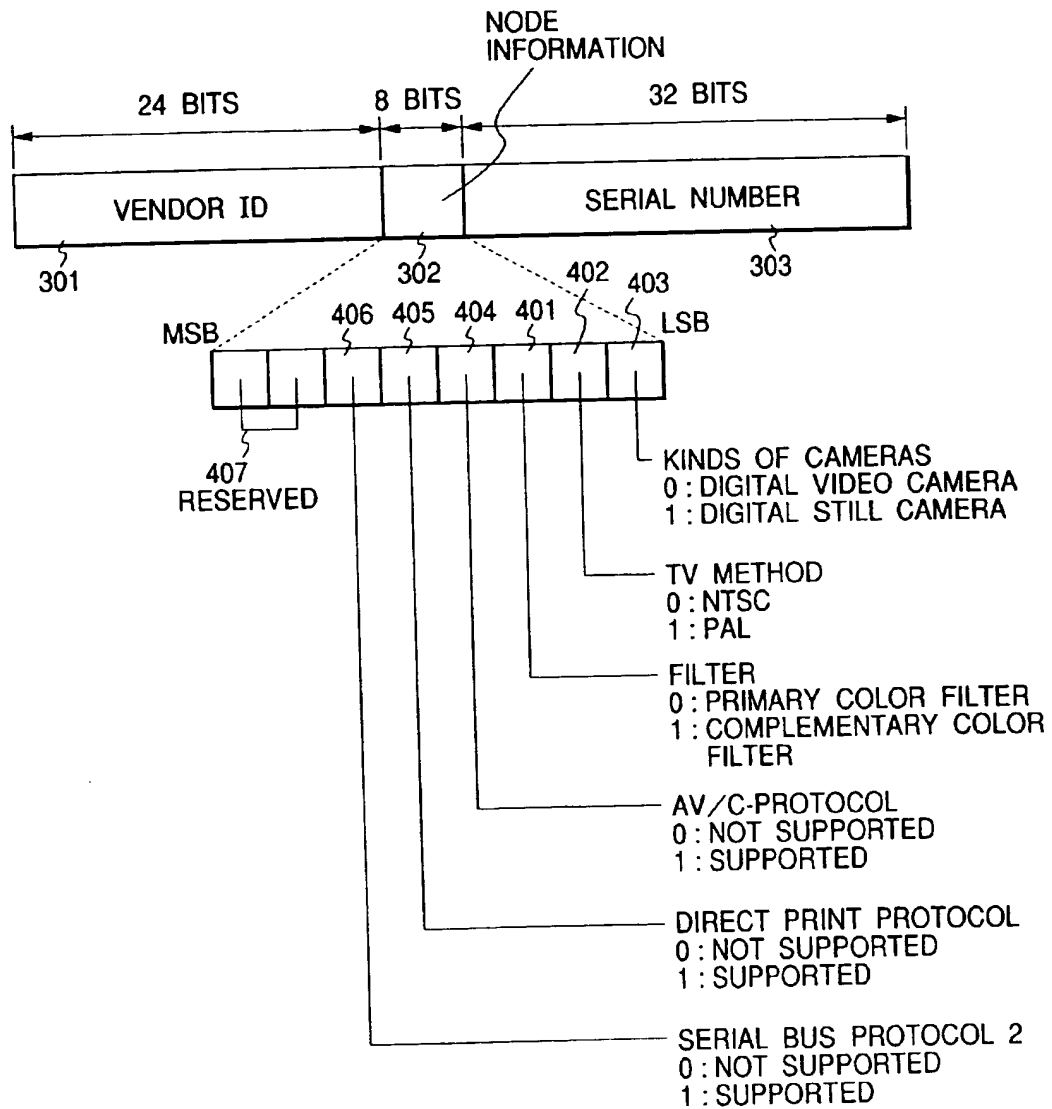 NODE
INFORMATION
24 BITS
8 BITS
32 BITS
VENDOR ID
SERIAL NUMBER
301
302
303
MSB
406
405
404
401
402
403
LSB
407
RESERVED
KINDS OF CAMERAS
0 : DIGITAL VIDEO CAMERA
1 : DIGITAL STILL CAMERA
TV METHOD
0 : NTSC
1 : PAL
FILTER
0 : PRIMARY COLOR FILTER
1 : COMPLEMENTARY COLOR
FILTER
AV/C-PROTOCOL
0 : NOT SUPPORTED
1 : SUPPORTED
DIRECT PRINT PROTOCOL
0 : NOT SUPPORTED
1 : SUPPORTED
SERIAL BUS PROTOCOL 2
0 : NOT SUPPORTED
1 : SUPPORTED